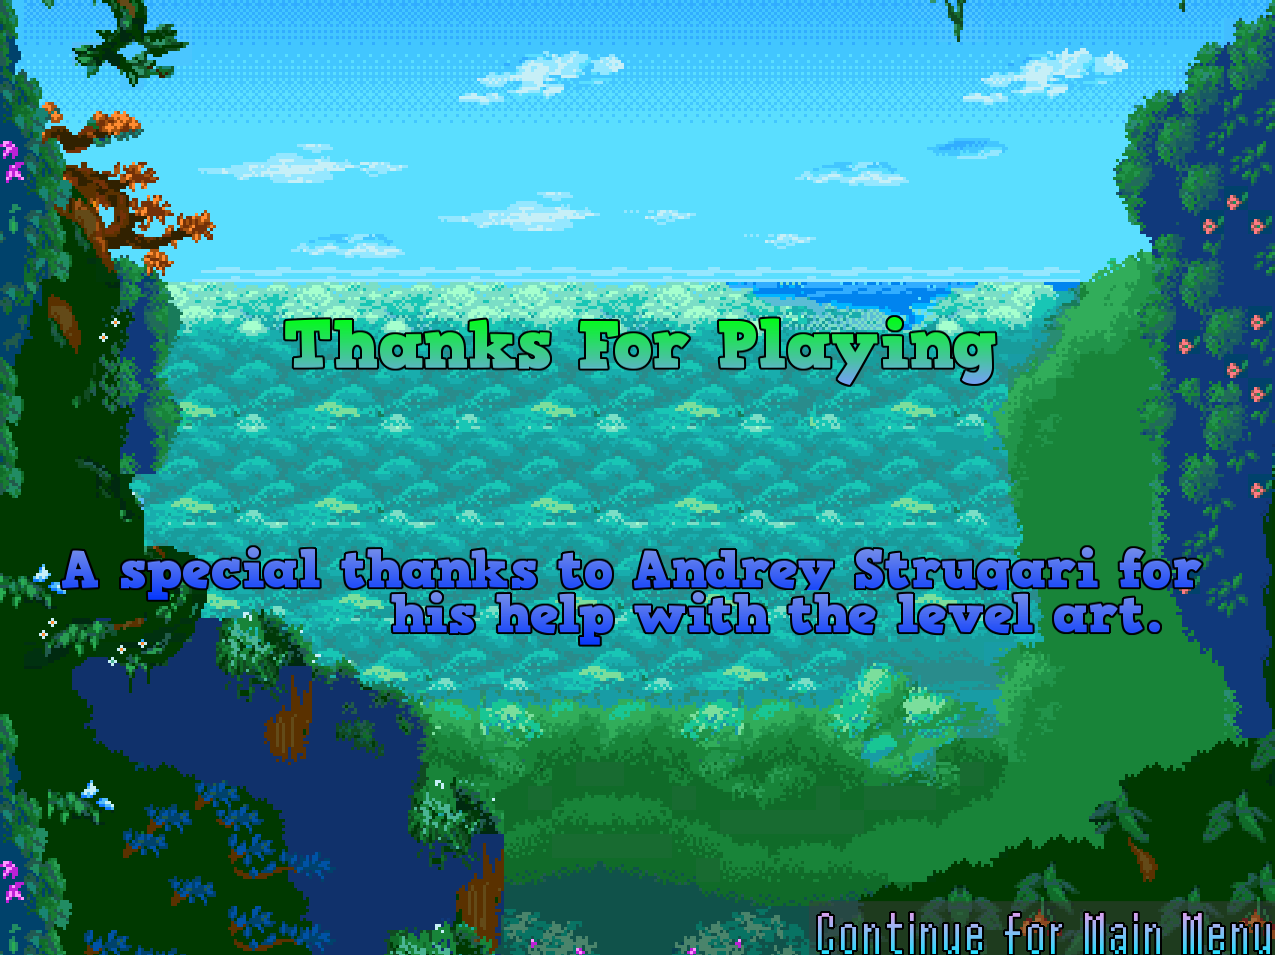 Thanks For Playing
A special thanks to Andrey Strugari for
his help with the level art.
Continue for Main Menu